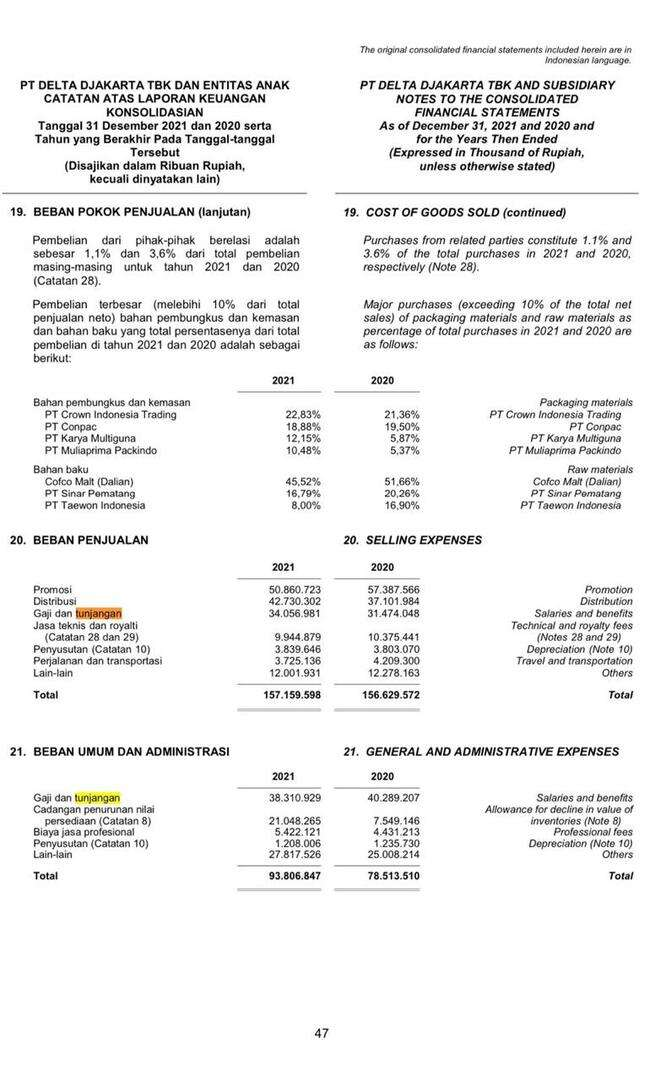 The original consolidated financial statements included herein are in
Indonesian language.
PT DELTA DJAKARTA TBK DAN ENTITAS ANAK
CATATAN ATAS LAPORAN KEUANGAN
KONSOLIDASIAN
Tanggal 31 Desember 2021 dan 2020 serta
Tahun yang Berakhir Pada Tanggal-tanggal
Tersebut
(Disajikan dalam Ribuan Rupiah,
kecuali dinyatakan lain)
PT DELTA DJAKARTA TBK AND SUBSIDIARY
NOTES TO THE CONSOLIDATED
FINANCIAL STATEMENTS
As of December 31, 2021 and 2020 and
for the Years Then Ended
(Expressed in Thousand of Rupiah,
unless otherwise stated)
19. BEBAN POKOK PENJUALAN (lanjutan)
Pembelian dari pihak-pihak berelasi adalah
sebesar 1,1% dan 3,6% dari total pembelian
masing-masing untuk tahun 2021 dan 2020
(Catatan 28).
Pembelian terbesar (melebihi 10% dari total
penjualan neto) bahan pembungkus dan kemasan
dan bahan baku yang total persentasenya dari total
pembelian di tahun 2021 dan 2020 adalah sebagai
berikut:
19. COST OF GOODS SOLD (continued)
Purchases from related parties constitute 1.1% and
3.6% of the total purchases in 2021 and 2020,
respectively (Note 28).
Major purchases (exceeding 10% of the total net
sales) of packaging materials and raw materials as
percentage of total purchases in 2021 and 2020 are
as follows:
2021 2020
Bahan pembungkus dan kemasan Packaging materials
PT Crown Indonesia Trading 22,83% 21,36% PT Crown Indonesia Trading
PT Conpac 18,88% 19,50% PT Conpac
PT Karya Multiguna 12,15% 5,87% PT Karya Multiguna
PT Muliaprima Packindo 10,48% 5,37% PT Muliaprima Packindo
Bahan baku Raw materials
Cofco Malt (Dalian) 45,52% 51,66% Cofco Malt (Dalian)
PT Sinar Pematang 16,79% 20,26% PT Sinar Pematang
PT Taewon Indonesia 8,00% 16,90% PT Taewon Indonesia
20. BEBAN PENJUALAN 20. SELLING EXPENSES
2021 2020
Promosi 50.860.723 57.387.566 Promotion
Distribusi 42.730.302 37.101.984 Distribution
Gaji dan tunjangan 34.056.981 31.474.048 Salaries and benefits
Jasa teknis dan royalti Technical and royalty fees
(Catatan 28 dan 29) 9.944.879 10.375.441 (Notes 28 and 29)
Penyusutan (Catatan 10) 3.839.646 3.803.070 Depreciation (Note 10)
Perjalanan dan transportasi 3.725.136 4.209.300 Travel and transportation
Lain-lain 12.001.931 12.278.163 Others
Total 157.159.598 156.629.572 Total
21. BEBAN UMUM DAN ADMINISTRASI 21. GENERAL AND ADMINISTRATIVE EXPENSES
2021 2020
Gaji dan tunjangan 38.310.929 40.289.207 Salaries and benefits
Cadangan penurunan nilai Allowance for decline in value of
persediaan (Catatan 8) 21.048.265 7.549.146 inventories (Note 8)
Biaya jasa profesional 5.422.121 4.431.213 Professional fees
Penyusutan (Catatan 10) 1.208.006 1.235.730 Depreciation (Note 10)
Lain-lain 27.817.526 25.008.214 Others
Total 93.806.847 78.513.510 Total
47